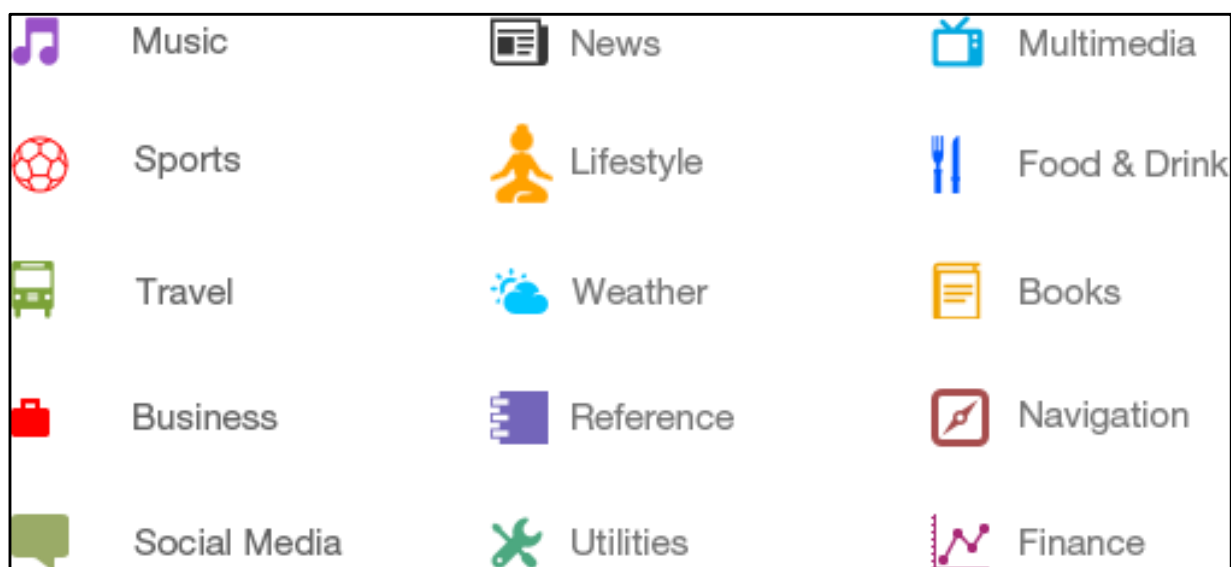 Music
News
Multimedia
Sports
Lifestyle
Food & Drink
Travel
Weather
Books
Business
Reference
Navigation
Social Media
Utilities
Finance